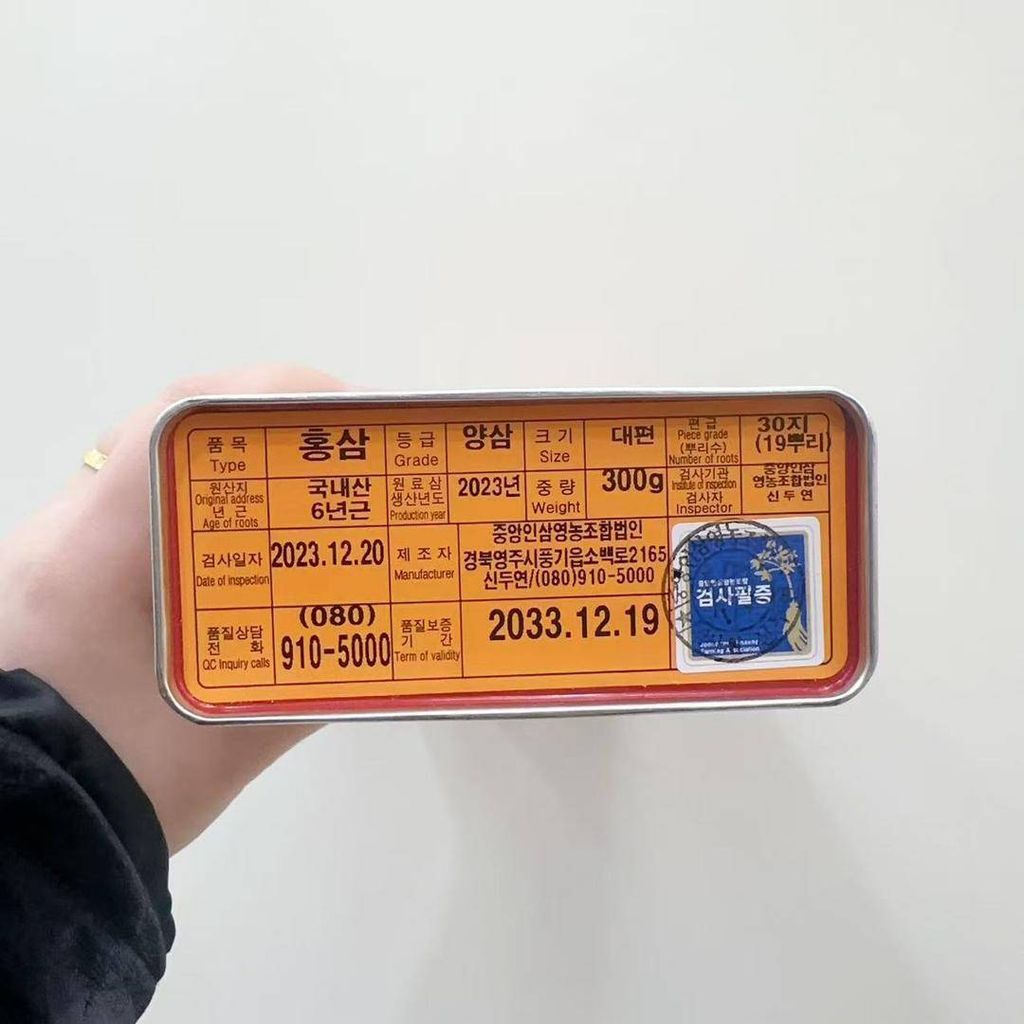 품 목 홍삼 등 급 양삼 크 기 대편 편 급 30지
Type Grade Size Piece grade (19뿌리)
(뿌리수)
Number of roots
원산지 국내산 원 료 삼 2023년 중 량 300g 검사기관 중앙인삼
Original address 생산년도 Weight Institute of inspection 영농조합법인
년 근 6년근 Production year 검사자 신 두 연
Age of roots Inspector
검사일자 2023.12.20 제 조 자 중앙인삼영농조합법인
Date of inspection Manufacturer 경북영주시풍기읍소백로2165
신두연/(080)910-5000
품질상담 (080) 품질보증 2033.12.19
전 화 910-5000 기 간
QC Inquiry calls Term of validity
검사필증